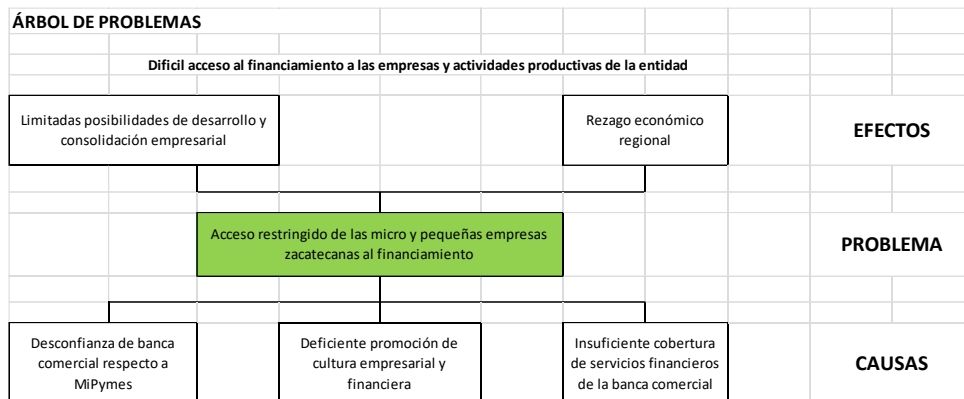 ÁRBOL DE PROBLEMAS
Dificil acceso al financiamiento a las empresas y actividades productivas de la entidad
Limitadas posibilidades de desarrollo y
consolidación empresarial
Rezago económico
regional
EFECTOS
Acceso restringido de las micro y pequeñas empresas
zacatecanas al financiamiento
PROBLEMA
Desconfianza de banca
comercial respecto a
MiPymes
Deficiente promoción de
cultura empresarial y
financiera
Insuficiente cobertura
de servicios financieros
de la banca comercial
CAUSAS